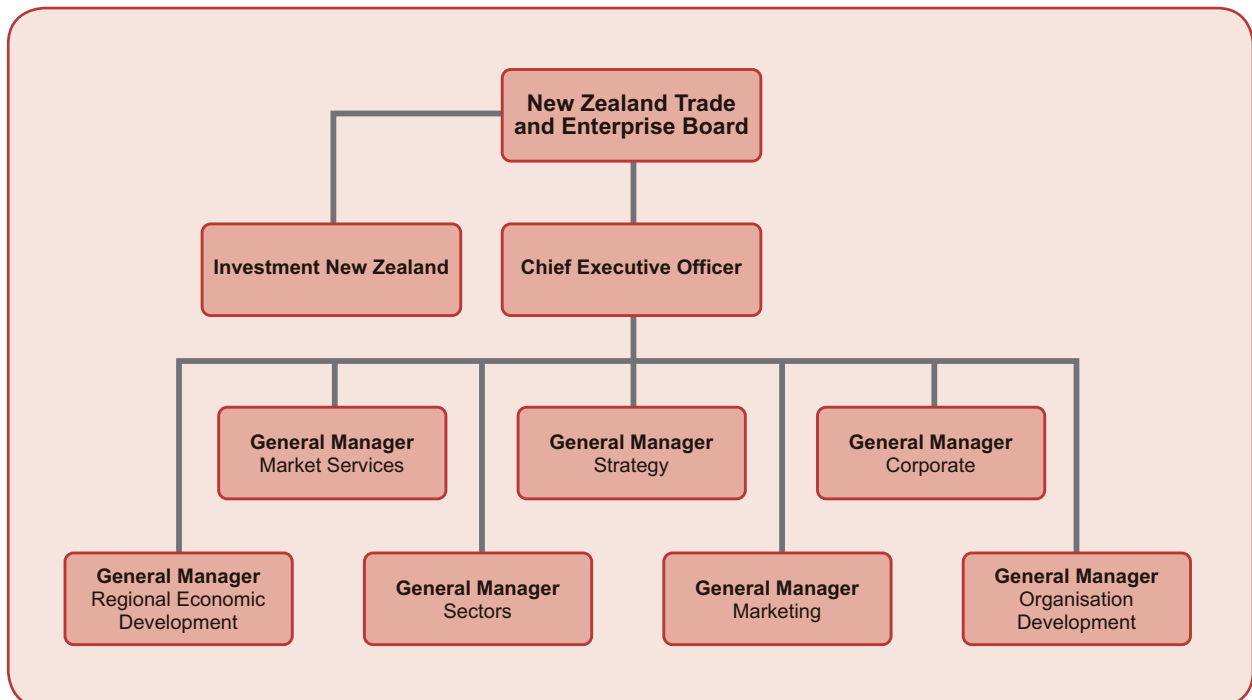 New Zealand Trade
and Enterprise Board
Investment New Zealand
Chief Executive Officer
General Manager
Market Services
General Manager
Strategy
General Manager
Corporate
General Manager
Regional Economic
Development
General Manager
Sectors
General Manager
Marketing
General Manager
Organisation
Development